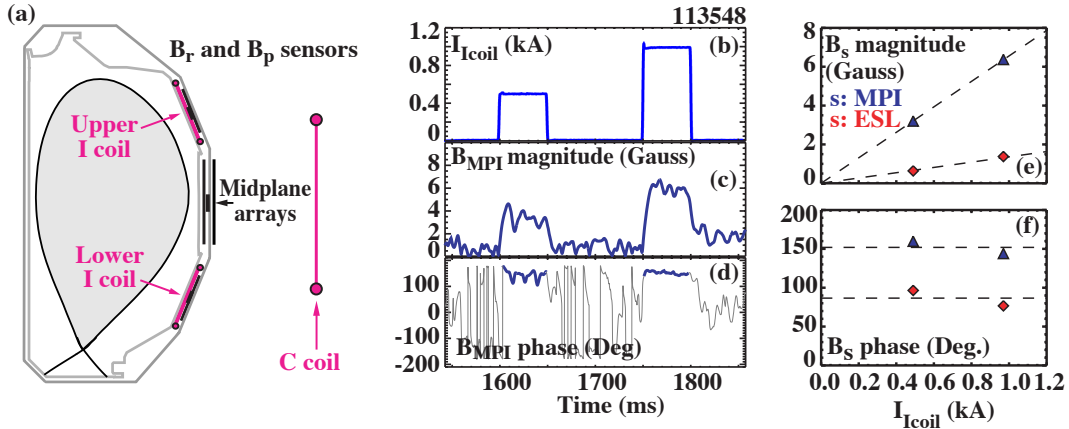 (a)
B_r and B_p sensors
Upper
I coil
Midplane
arrays
Lower
I coil
C coil
113548
I_Icoil (kA)
(b)
1.2
0.8
0.4
0
B_MPI magnitude (Gauss)
(c)
8
6
4
2
0
(d)
100
0
-100
-200
B_MPI phase (Deg)
1600
1700
1800
Time (ms)
8
6
4
2
0
B_s magnitude
(Gauss)
s: MPI
s: ESL
(e)
200
150
100
50
0
(f)
B_s phase (Deg.)
0.0
0.2
0.4
0.6
0.8
1.0
1.2
I_Icoil (kA)